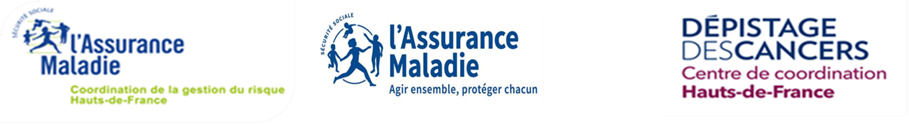 SÉCURITÉ SOCIALE
l'Assurance
Maladie
Coordination de la gestion du risque
Hauts-de-France
SÉCURITÉ SOCIALE
l'Assurance
Maladie
Agir ensemble, protéger chacun
DÉPISTAGE
DESCANCERS
Centre de coordination
Hauts-de-France